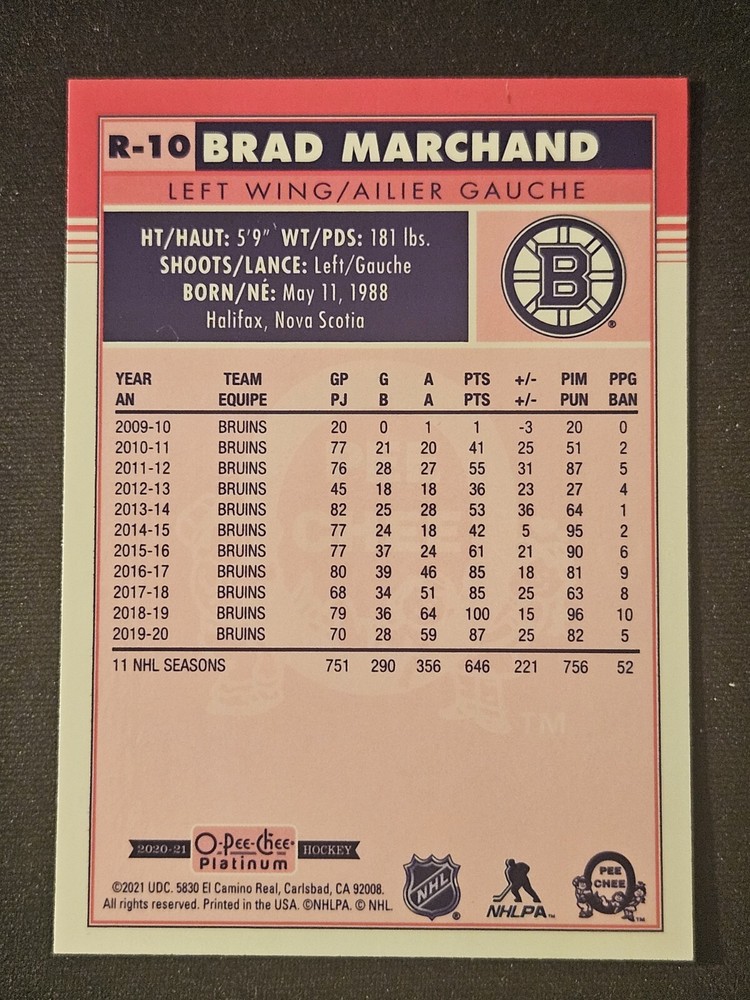 R-10 BRAD MARCHAND
LEFT WING/AILIER GAUCHE
HT/HAUT: 5'9" WT/PDS: 181 lbs.
SHOOTS/LANCE: Left/Gauche
BORN/NÉ: May 11, 1988
Halifax, Nova Scotia
B ®
YEAR TEAM GP G A PTS +/- PIM PPG
AN EQUIPE PJ B A PTS +/- PUN BAN
2009-10 BRUINS 20 0 1 1 -3 20 0
2010-11 BRUINS 77 21 20 41 25 51 2
2011-12 BRUINS 76 28 27 55 31 87 5
2012-13 BRUINS 45 18 18 36 23 27 4
2013-14 BRUINS 82 25 28 53 36 64 1
2014-15 BRUINS 77 24 18 42 5 95 2
2015-16 BRUINS 77 37 24 61 21 90 6
2016-17 BRUINS 80 39 46 85 18 81 9
2017-18 BRUINS 68 34 51 85 25 63 8
2018-19 BRUINS 79 36 64 100 15 96 10
2019-20 BRUINS 70 28 59 87 25 82 5
11 NHL SEASONS 751 290 356 646 221 756 52
TM
2020-21 O-Pee-Chee HOCKEY
Platinum
©2021 UDC. 5830 El Camino Real, Carlsbad, CA 92008.
All rights reserved. Printed in the USA. ©NHLPA. © NHL.
NHL ®
NHLPA™
PEE
CHEE
TM